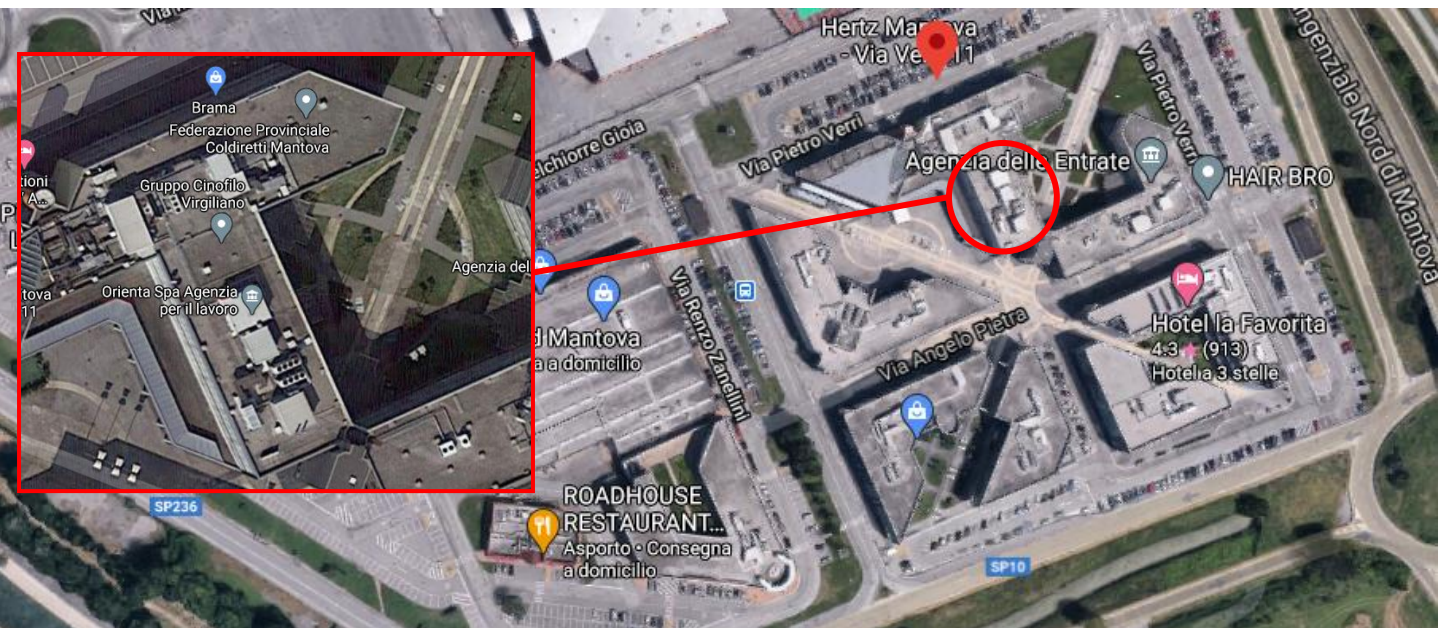 Hertz Mantova
- Via Verri 11
Via Pietro Verri
Via Pietro Verri
Agenzia delle Entrate
HAIR BRO
Tangenziale Nord di Mantova
Melchiorre Gioia
Brama
Federazione Provinciale
Coldiretti Mantova
Gruppo Cinofilo
Virgiliano
Agenzia del
Orienta Spa Agenzia
per il lavoro
tioni
A...
tova
11
d Mantova
a a domicilio
Via Renzo Zanellini
Via Angelo Pietra
Hotel la Favorita
4.3 (913)
Hotel a 3 stelle
ROADHOUSE
RESTAURANT...
Asporto • Consegna
a domicilio
SP236
SP10